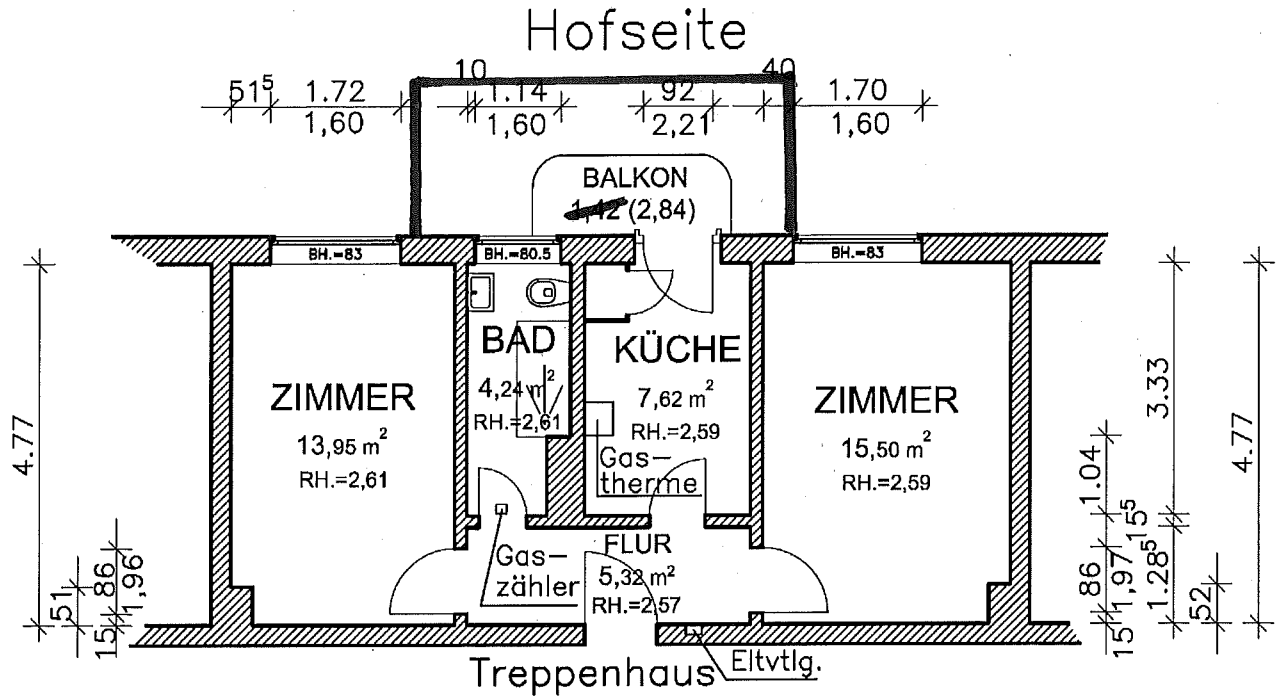 Hofseite
10 40
51⁵ 1.72 1.14 92 1.70
1,60 1,60 2,21 1,60
BALKON
1,42 (2,84)
BH.=83 BH.=80.5 BH.=83
BAD
4,24 m²
RH.=2,61
KÜCHE
7,62 m²
RH.=2,59
ZIMMER
13,95 m²
RH.=2,61
ZIMMER
15,50 m²
RH.=2,59
Gas-
therme
Gas-
zähler
FLUR
5,32 m²
RH.=2,57
Treppenhaus
Eltvtlg.
4.77
51
15
86
1,96
1.04
15⁵
86
1,97
15
3.33
1.28⁵
52
4.77